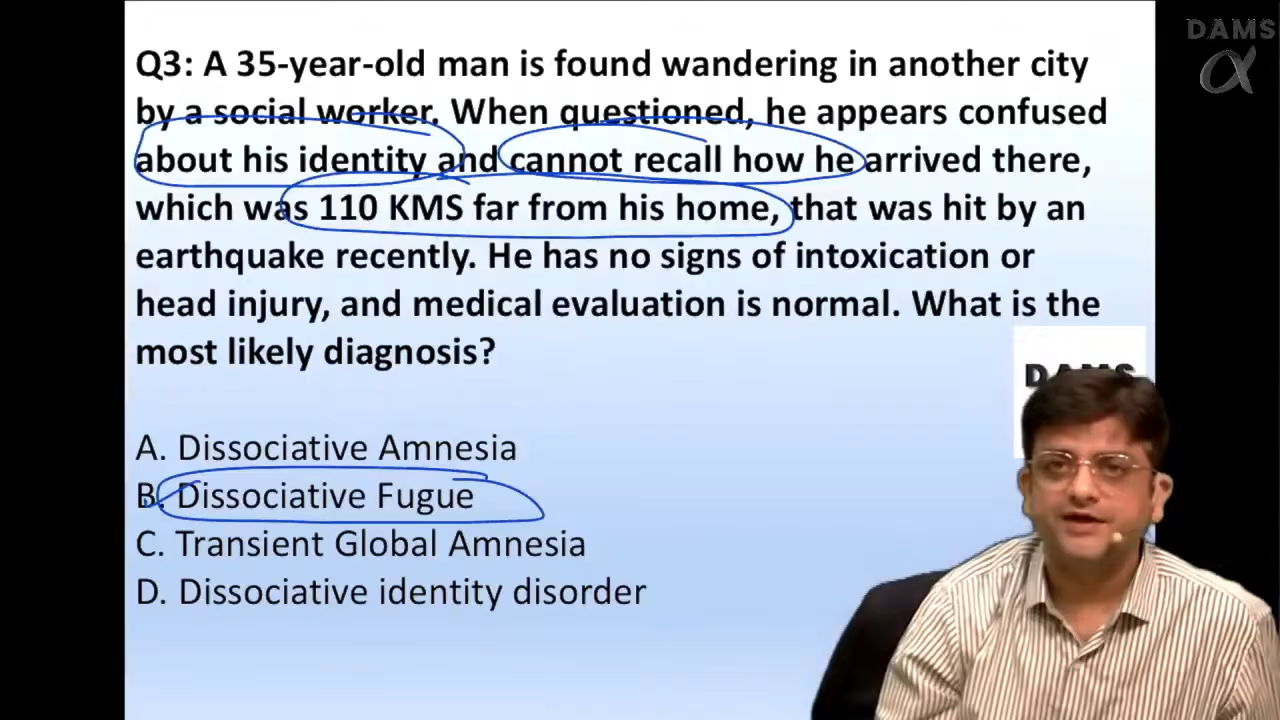 DAMS
α
Q3: A 35-year-old man is found wandering in another city
by a social worker. When questioned, he appears confused
about his identity and cannot recall how he arrived there,
which was 110 KMS far from his home, that was hit by an
earthquake recently. He has no signs of intoxication or
head injury, and medical evaluation is normal. What is the
most likely diagnosis?
DAMS
A. Dissociative Amnesia
B. Dissociative Fugue
C. Transient Global Amnesia
D. Dissociative identity disorder